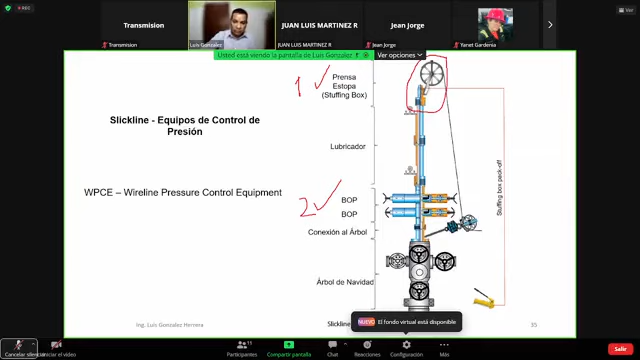 REC
Ver
Transmision
JUAN LUIS MARTINEZ R
Jean Jorge
Transmision
Luis Gonzalez
JUAN LUIS MARTINEZ R
Jean Jorge
Yanet Gardenia
Usted está viendo la pantalla de Luis Gonzalez
Ver opciones
1
Prensa
Estopa
(Stuffing Box)
Slickline - Equipos de Control de
Presión
Lubricador
WPCE – Wireline Pressure Control Equipment
2
BOP
BOP
Conexión al Árbol
Árbol de Navidad
Stuffing box pack-off
Ing. Luis Gonzalez Herrera
Slickline
35
NUEVO El fondo virtual está disponible
Cancelar silenciar
Iniciar el video
11
Participantes
Compartir pantalla
Chat
Reacciones
Configuración
Más
Salir